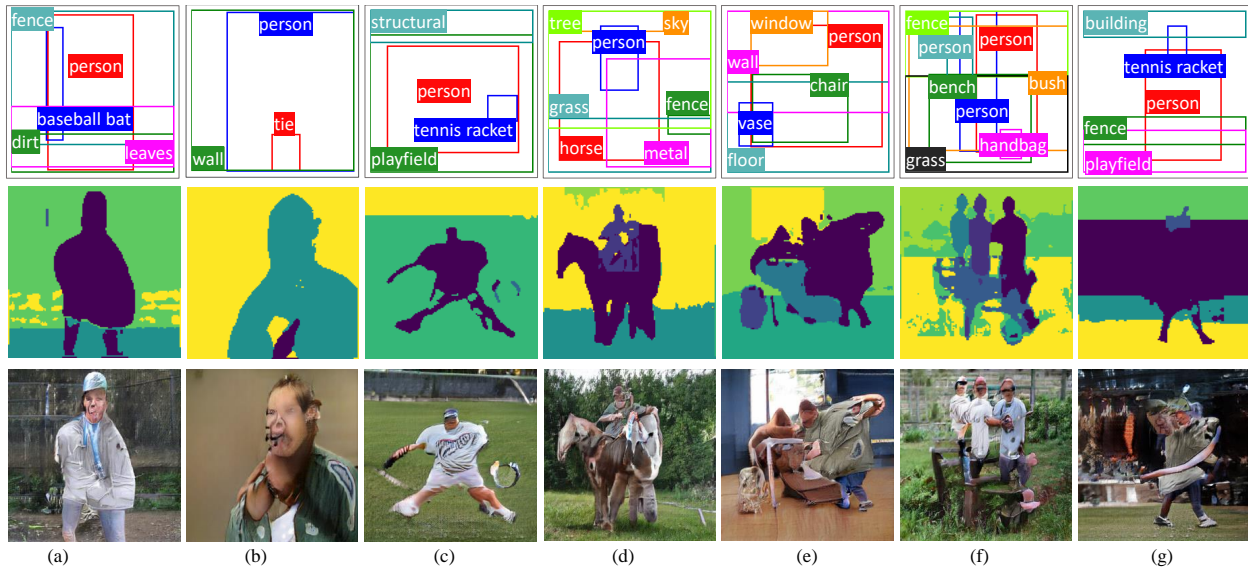 fence
person
baseball bat
dirt
leaves
person
tie
wall
structural
person
tennis racket
playfield
tree
sky
person
grass
fence
horse
metal
window
person
wall
chair
vase
floor
fence
person
person
bench
bush
person
handbag
grass
building
tennis racket
person
fence
playfield
(a)
(b)
(c)
(d)
(e)
(f)
(g)